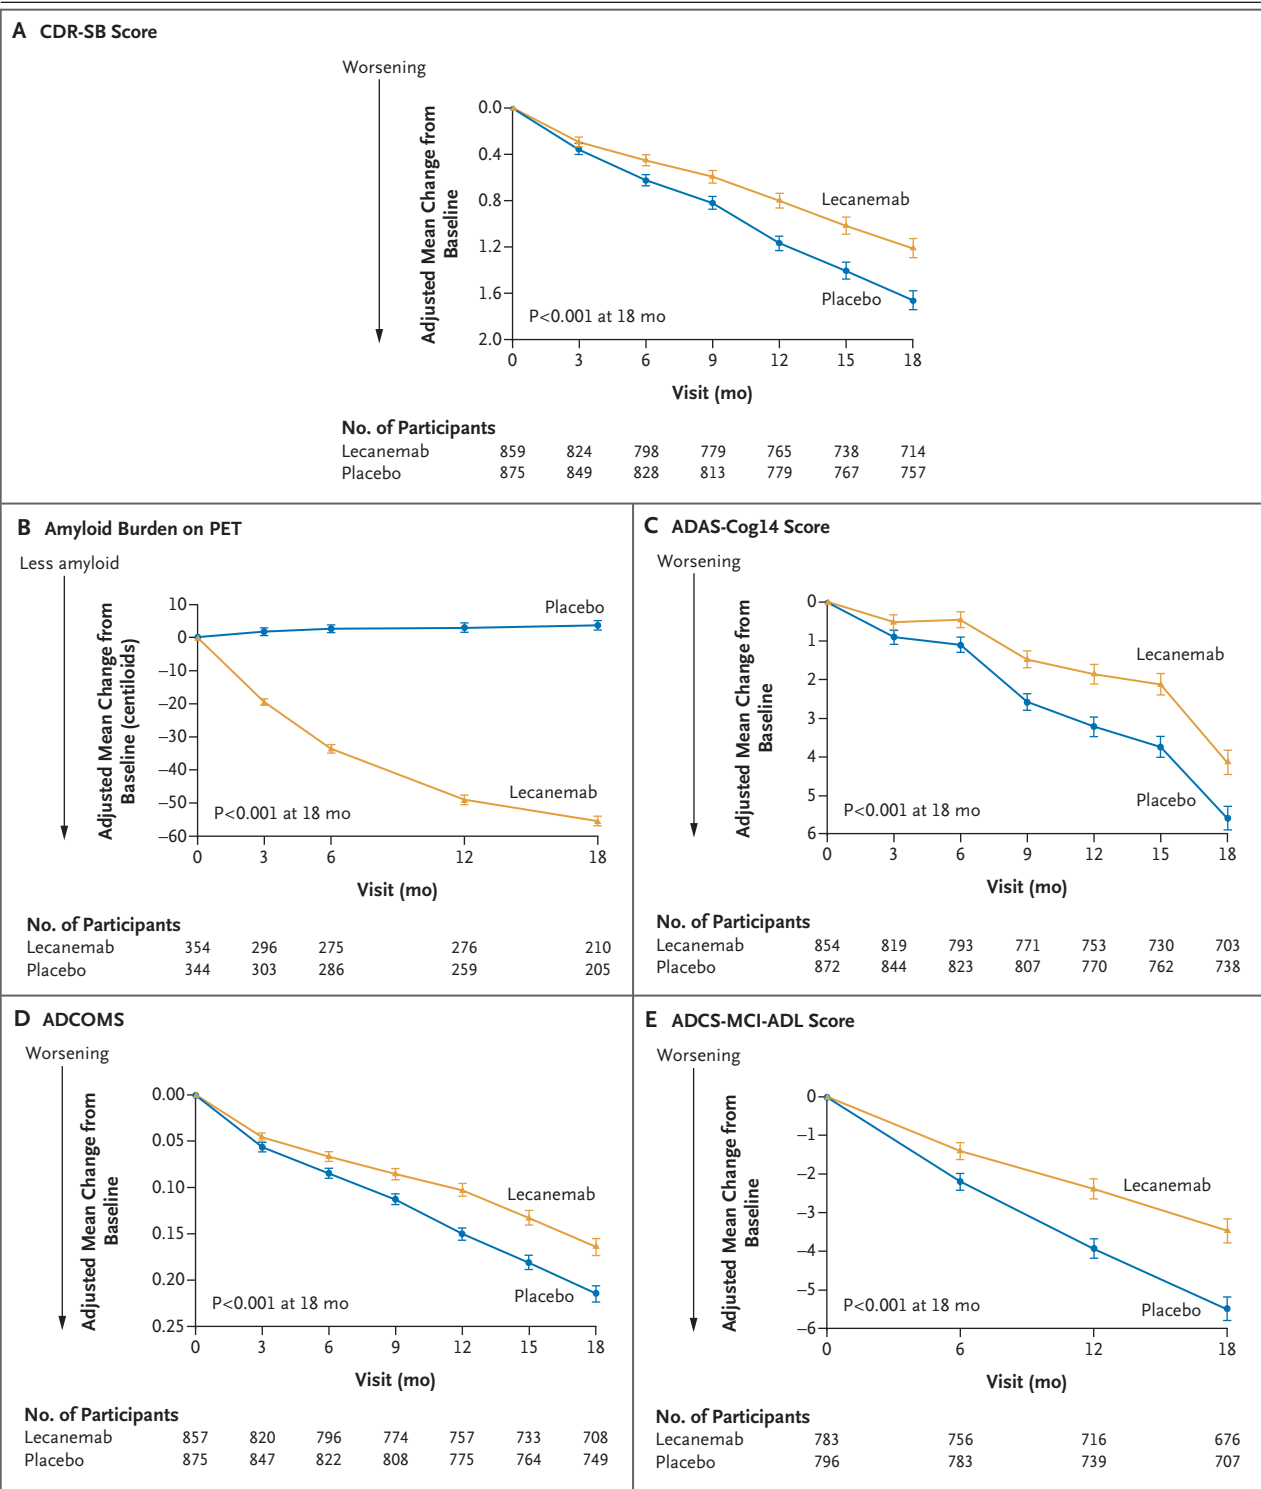 A CDR-SB Score
Worsening
Adjusted Mean Change from
Baseline
0.0
0.4
0.8
1.2
1.6
2.0
Lecanemab
Placebo
P<0.001 at 18 mo
0 3 6 9 12 15 18
Visit (mo)
No. of Participants
Lecanemab 859 824 798 779 765 738 714
Placebo 875 849 828 813 779 767 757
B Amyloid Burden on PET
Less amyloid
Adjusted Mean Change from
Baseline (centiloids)
10
0
−10
−20
−30
−40
−50
−60
Placebo
Lecanemab
P<0.001 at 18 mo
0 3 6 12 18
Visit (mo)
No. of Participants
Lecanemab 354 296 275 276 210
Placebo 344 303 286 259 205
C ADAS-Cog14 Score
Worsening
Adjusted Mean Change from
Baseline
0
1
2
3
4
5
6
Lecanemab
Placebo
P<0.001 at 18 mo
0 3 6 9 12 15 18
Visit (mo)
No. of Participants
Lecanemab 854 819 793 771 753 730 703
Placebo 872 844 823 807 770 762 738
D ADCOMS
Worsening
Adjusted Mean Change from
Baseline
0.00
0.05
0.10
0.15
0.20
0.25
Lecanemab
Placebo
P<0.001 at 18 mo
0 3 6 9 12 15 18
Visit (mo)
No. of Participants
Lecanemab 857 820 796 774 757 733 708
Placebo 875 847 822 808 775 764 749
E ADCS-MCI-ADL Score
Worsening
Adjusted Mean Change from
Baseline
0
−1
−2
−3
−4
−5
−6
Lecanemab
Placebo
P<0.001 at 18 mo
0 6 12 18
Visit (mo)
No. of Participants
Lecanemab 783 756 716 676
Placebo 796 783 739 707